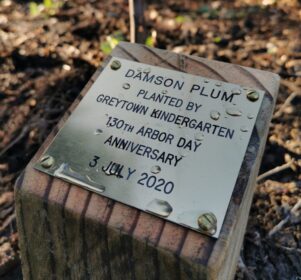 DAMSON PLUM
PLANTED BY
GREYTOWN KINDERGARTEN
130TH ARBOR DAY
ANNIVERSARY
3 JULY 2020